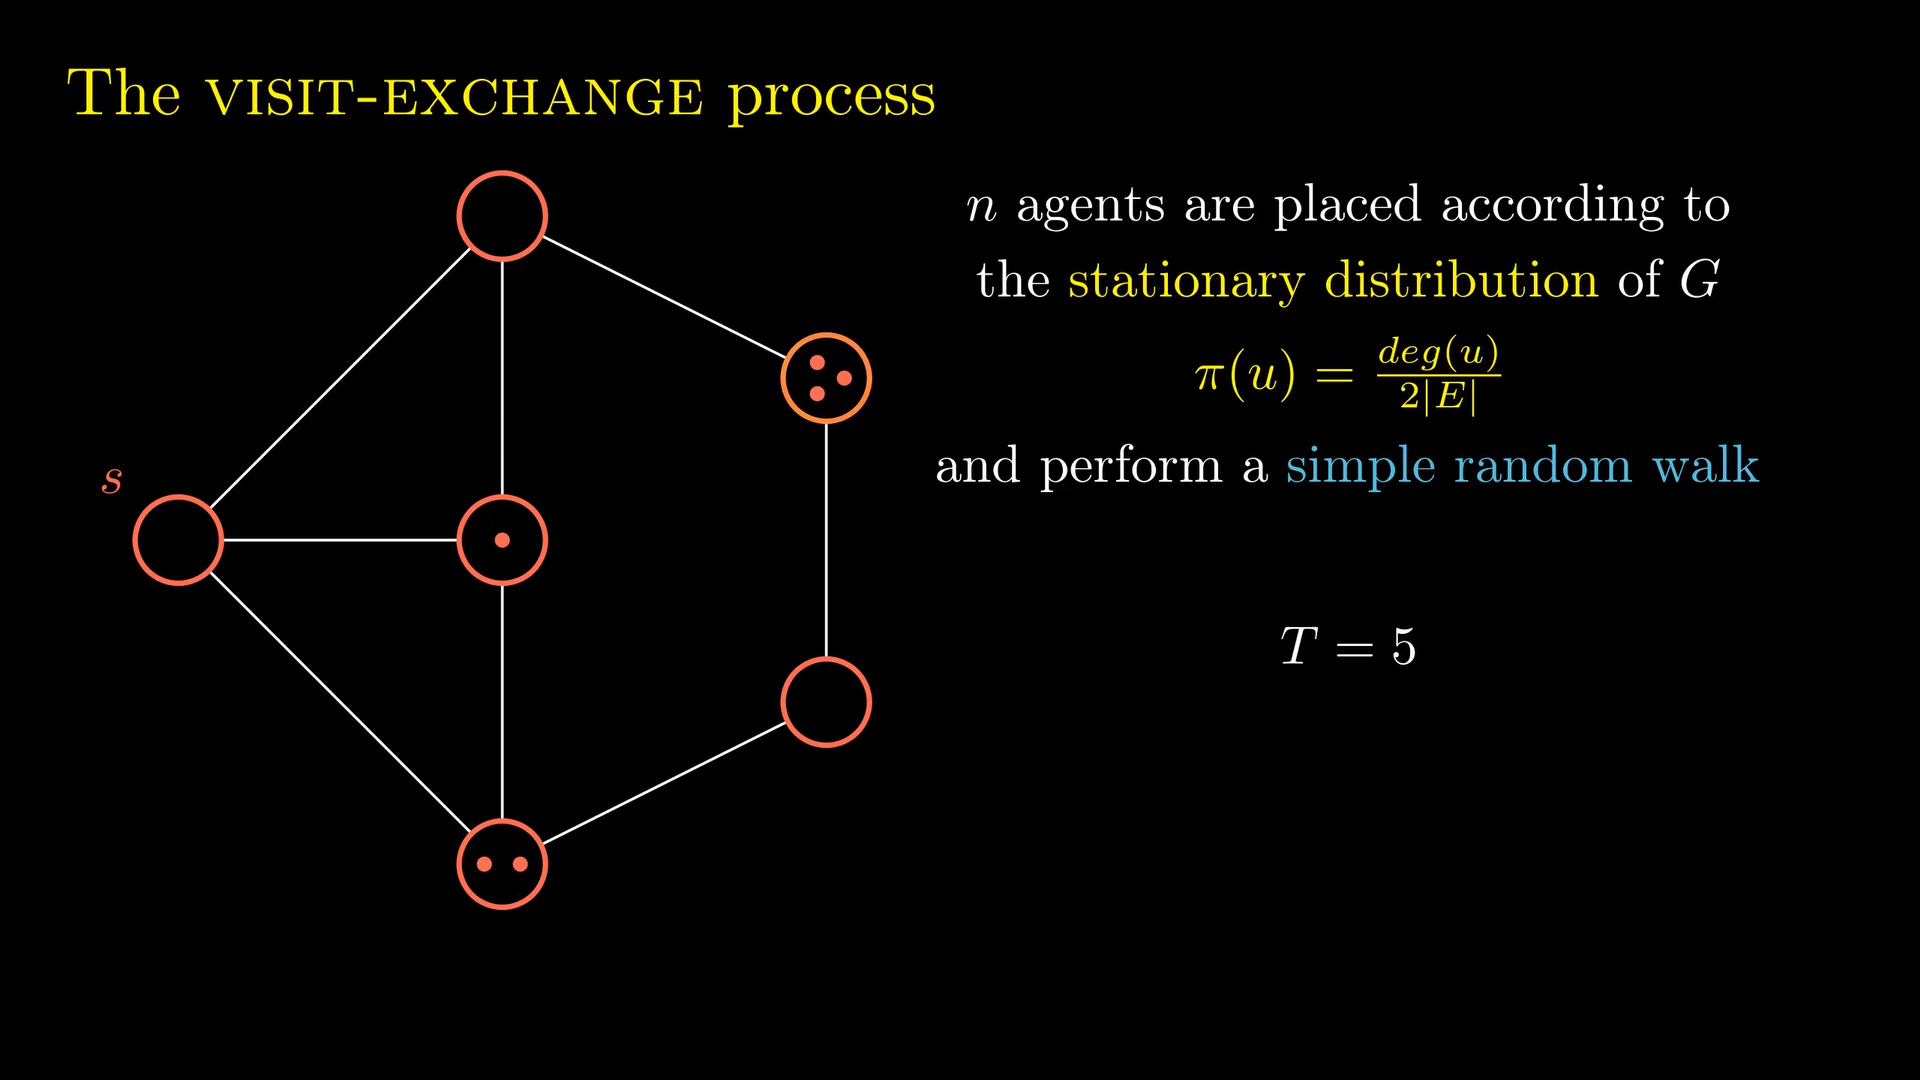 The VISIT-EXCHANGE process
n agents are placed according to
the stationary distribution of G
π(u) = deg(u)/2|E|
and perform a simple random walk
s
T = 5